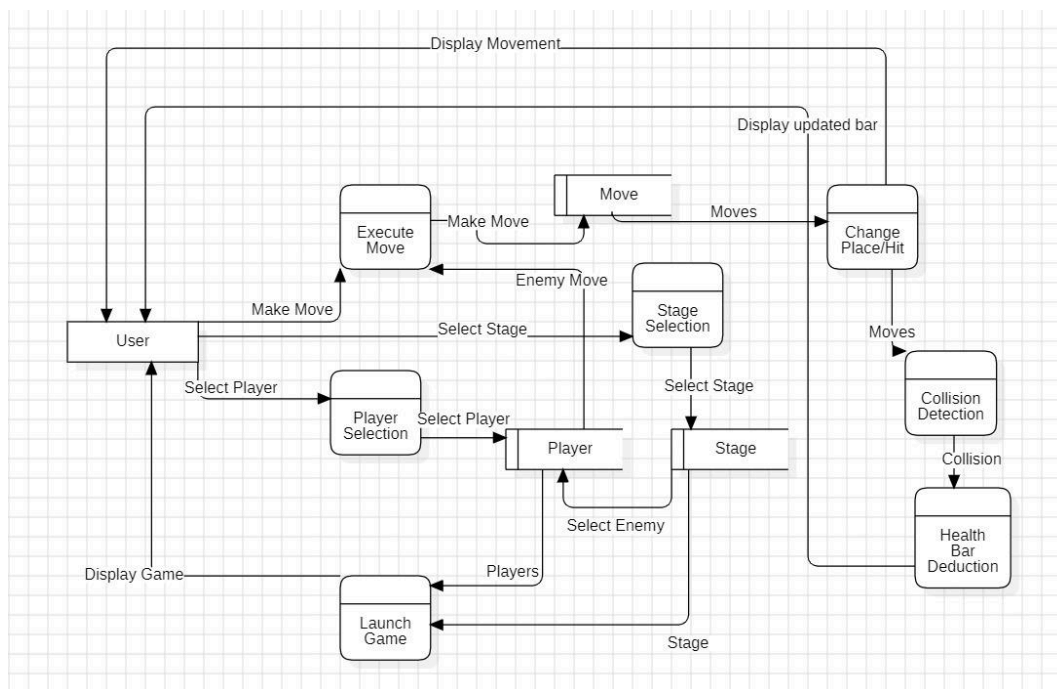 Display Movement
Display updated bar
Move
Execute
Move
Make Move
Moves
Change
Place/Hit
Enemy Move
Make Move
Stage
Selection
Select Stage
User
Moves
Select Player
Select Stage
Collision
Detection
Player
Selection
Select Player
Player
Stage
Collision
Select Enemy
Health
Bar
Deduction
Display Game
Players
Launch
Game
Stage